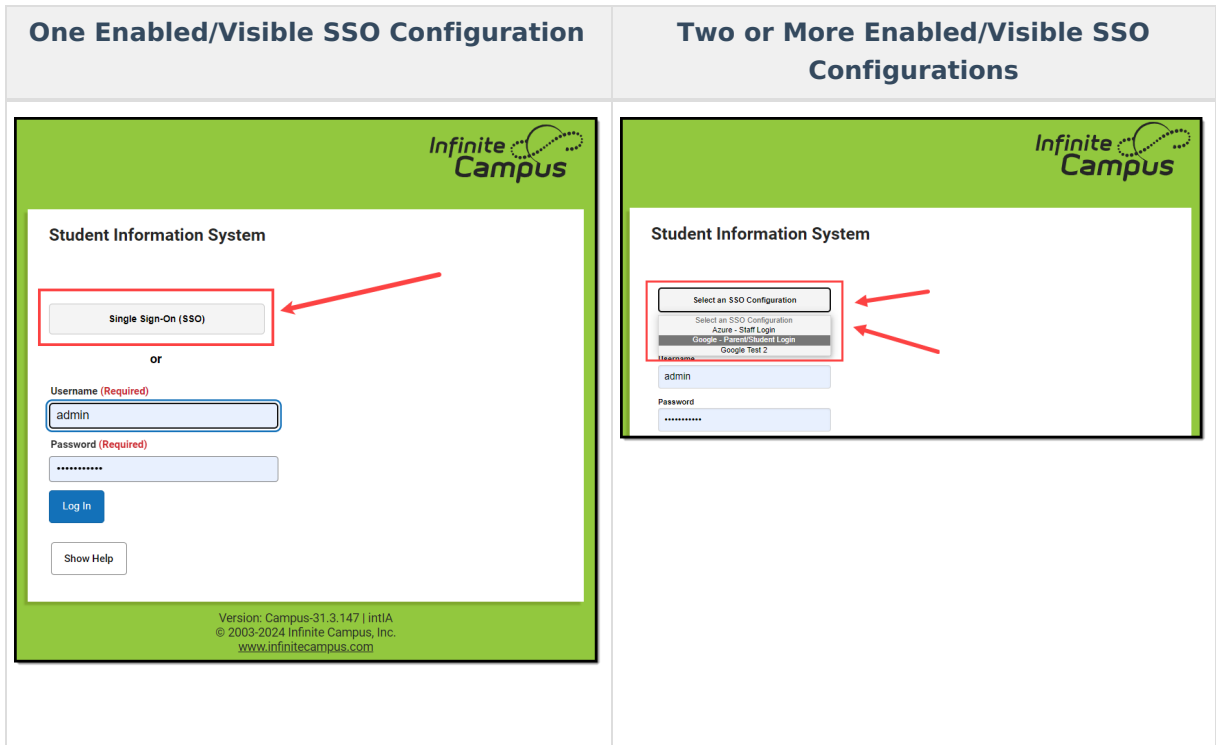 One Enabled/Visible SSO Configuration
Two or More Enabled/Visible SSO
Configurations
Infinite
Campus
Student Information System
Single Sign-On (SSO)
or
Username (Required)
admin
Password (Required)
•••••••••••
Log In
Show Help
Version: Campus-31.3.147 | intIA
© 2003-2024 Infinite Campus, Inc.
www.infinitecampus.com
Infinite
Campus
Student Information System
Select an SSO Configuration
Select an SSO Configuration
Azure - Staff Login
Google - Parent/Student Login
Google Test 2
Username
admin
Password
•••••••••••